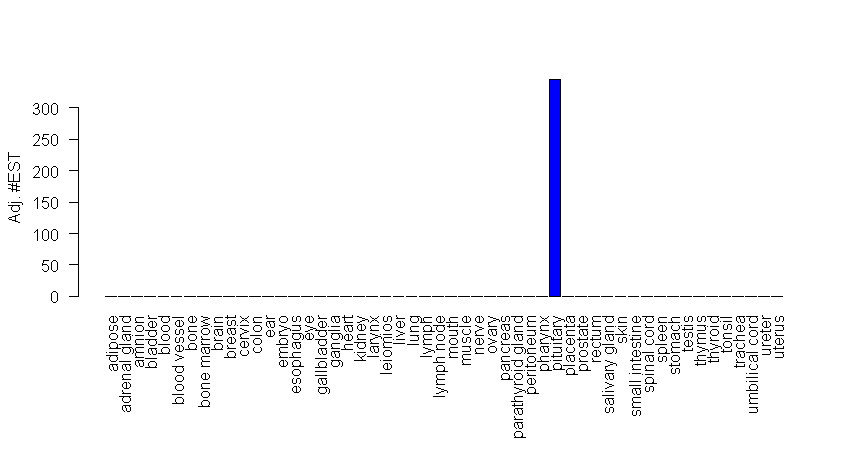 Adj. #EST
300
250
200
150
100
50
0
adipose
adrenal gland
amnion
bladder
blood
blood vessel
bone
bone marrow
brain
breast
cervix
colon
ear
embryo
esophagus
eye
gallbladder
ganglia
heart
kidney
larynx
leiomios
liver
lung
lymph
lymph node
mouth
muscle
nerve
ovary
pancreas
parathyroid gland
peritoneum
pharynx
pituitary
placenta
prostate
rectum
salivary gland
skin
small intestine
spinal cord
spleen
stomach
testis
thymus
thyroid
tonsil
trachea
umbilical cord
ureter
uterus